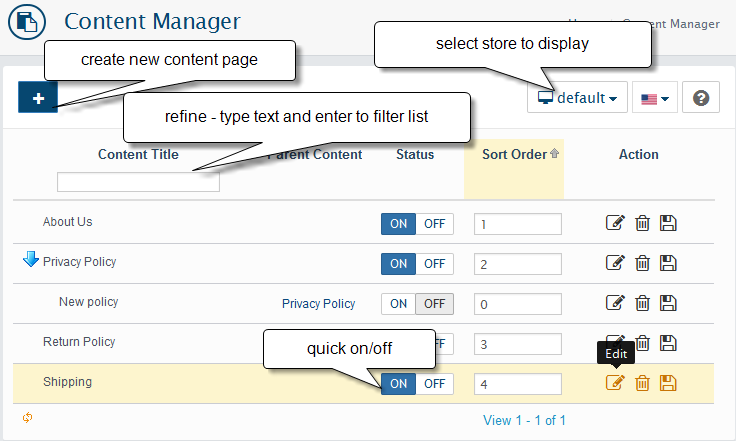 Content Manager
Content Manager
create new content page
select store to display
+
default
?
refine - type text and enter to filter list
Content Title Parent Content Status Sort Order Action
About Us ON OFF 1
Privacy Policy ON OFF 2
New policy Privacy Policy ON OFF 0
Return Policy OFF 3
quick on/off
Edit
Shipping ON OFF 4
View 1 - 1 of 1